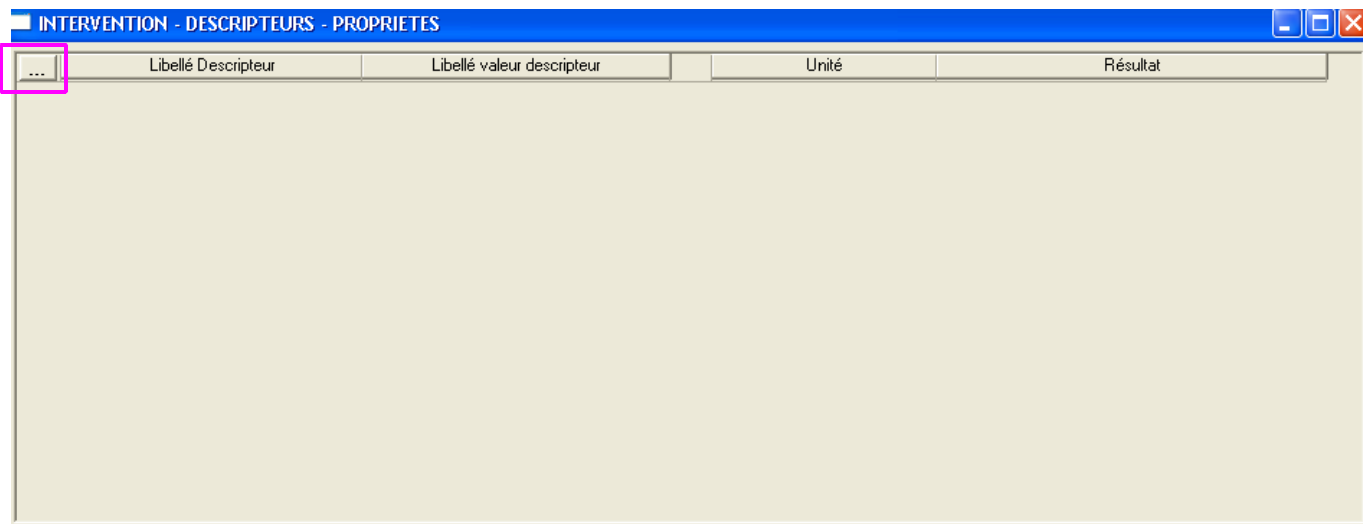 INTERVENTION - DESCRIPTEURS - PROPRIETES
... Libellé Descripteur Libellé valeur descripteur Unité Résultat